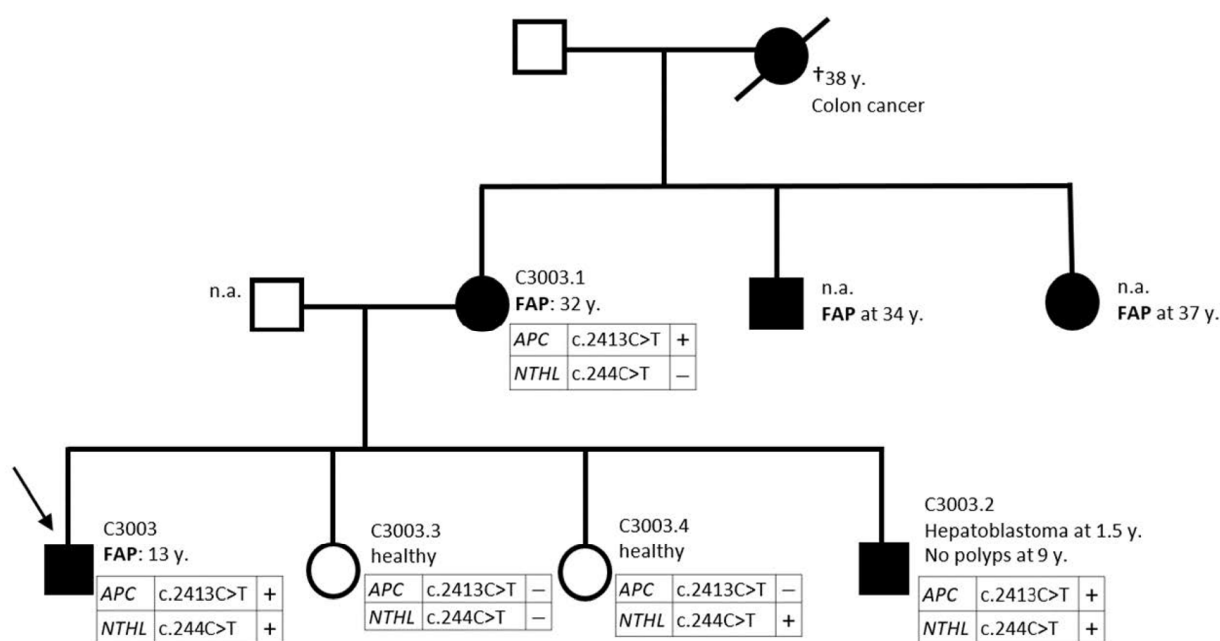 †38 y.
Colon cancer
n.a.
C3003.1
FAP: 32 y.
APC c.2413C>T +
NTHL c.244C>T –
n.a.
FAP at 34 y.
n.a.
FAP at 37 y.
C3003
FAP: 13 y.
APC c.2413C>T +
NTHL c.244C>T +
C3003.3
healthy
APC c.2413C>T –
NTHL c.244C>T –
C3003.4
healthy
APC c.2413C>T –
NTHL c.244C>T +
C3003.2
Hepatoblastoma at 1.5 y.
No polyps at 9 y.
APC c.2413C>T +
NTHL c.244C>T +